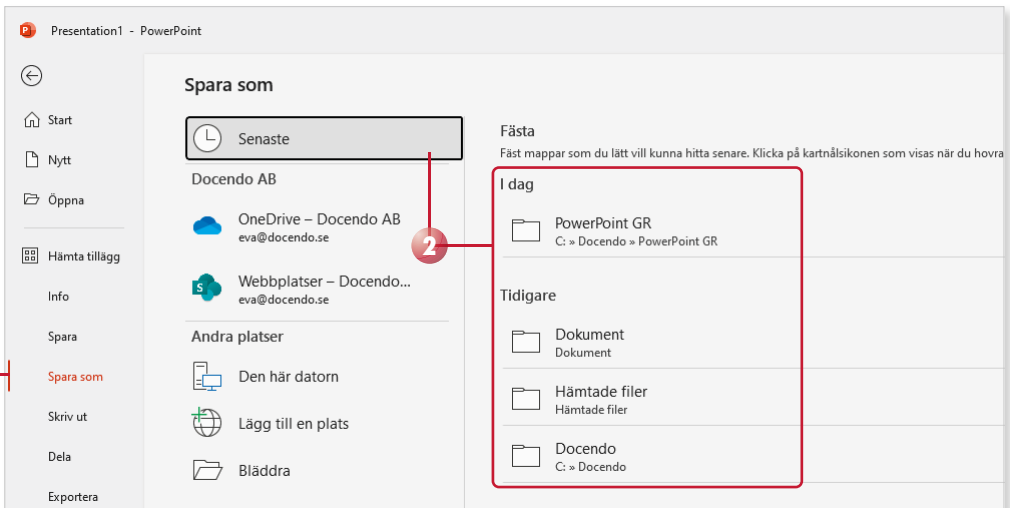 Presentation1 - PowerPoint
Start
Nytt
Öppna
Hämta tillägg
Info
Spara
Spara som
Skriv ut
Dela
Exportera
Spara som
Senaste
Docendo AB
OneDrive – Docendo AB
eva@docendo.se
Webbplatser – Docendo...
eva@docendo.se
Andra platser
Den här datorn
Lägg till en plats
Bläddra
2
Fästa
Fäst mappar som du lätt vill kunna hitta senare. Klicka på kartnålsikonen som visas när du hovra
I dag
PowerPoint GR
C: » Docendo » PowerPoint GR
Tidigare
Dokument
Dokument
Hämtade filer
Hämtade filer
Docendo
C: » Docendo